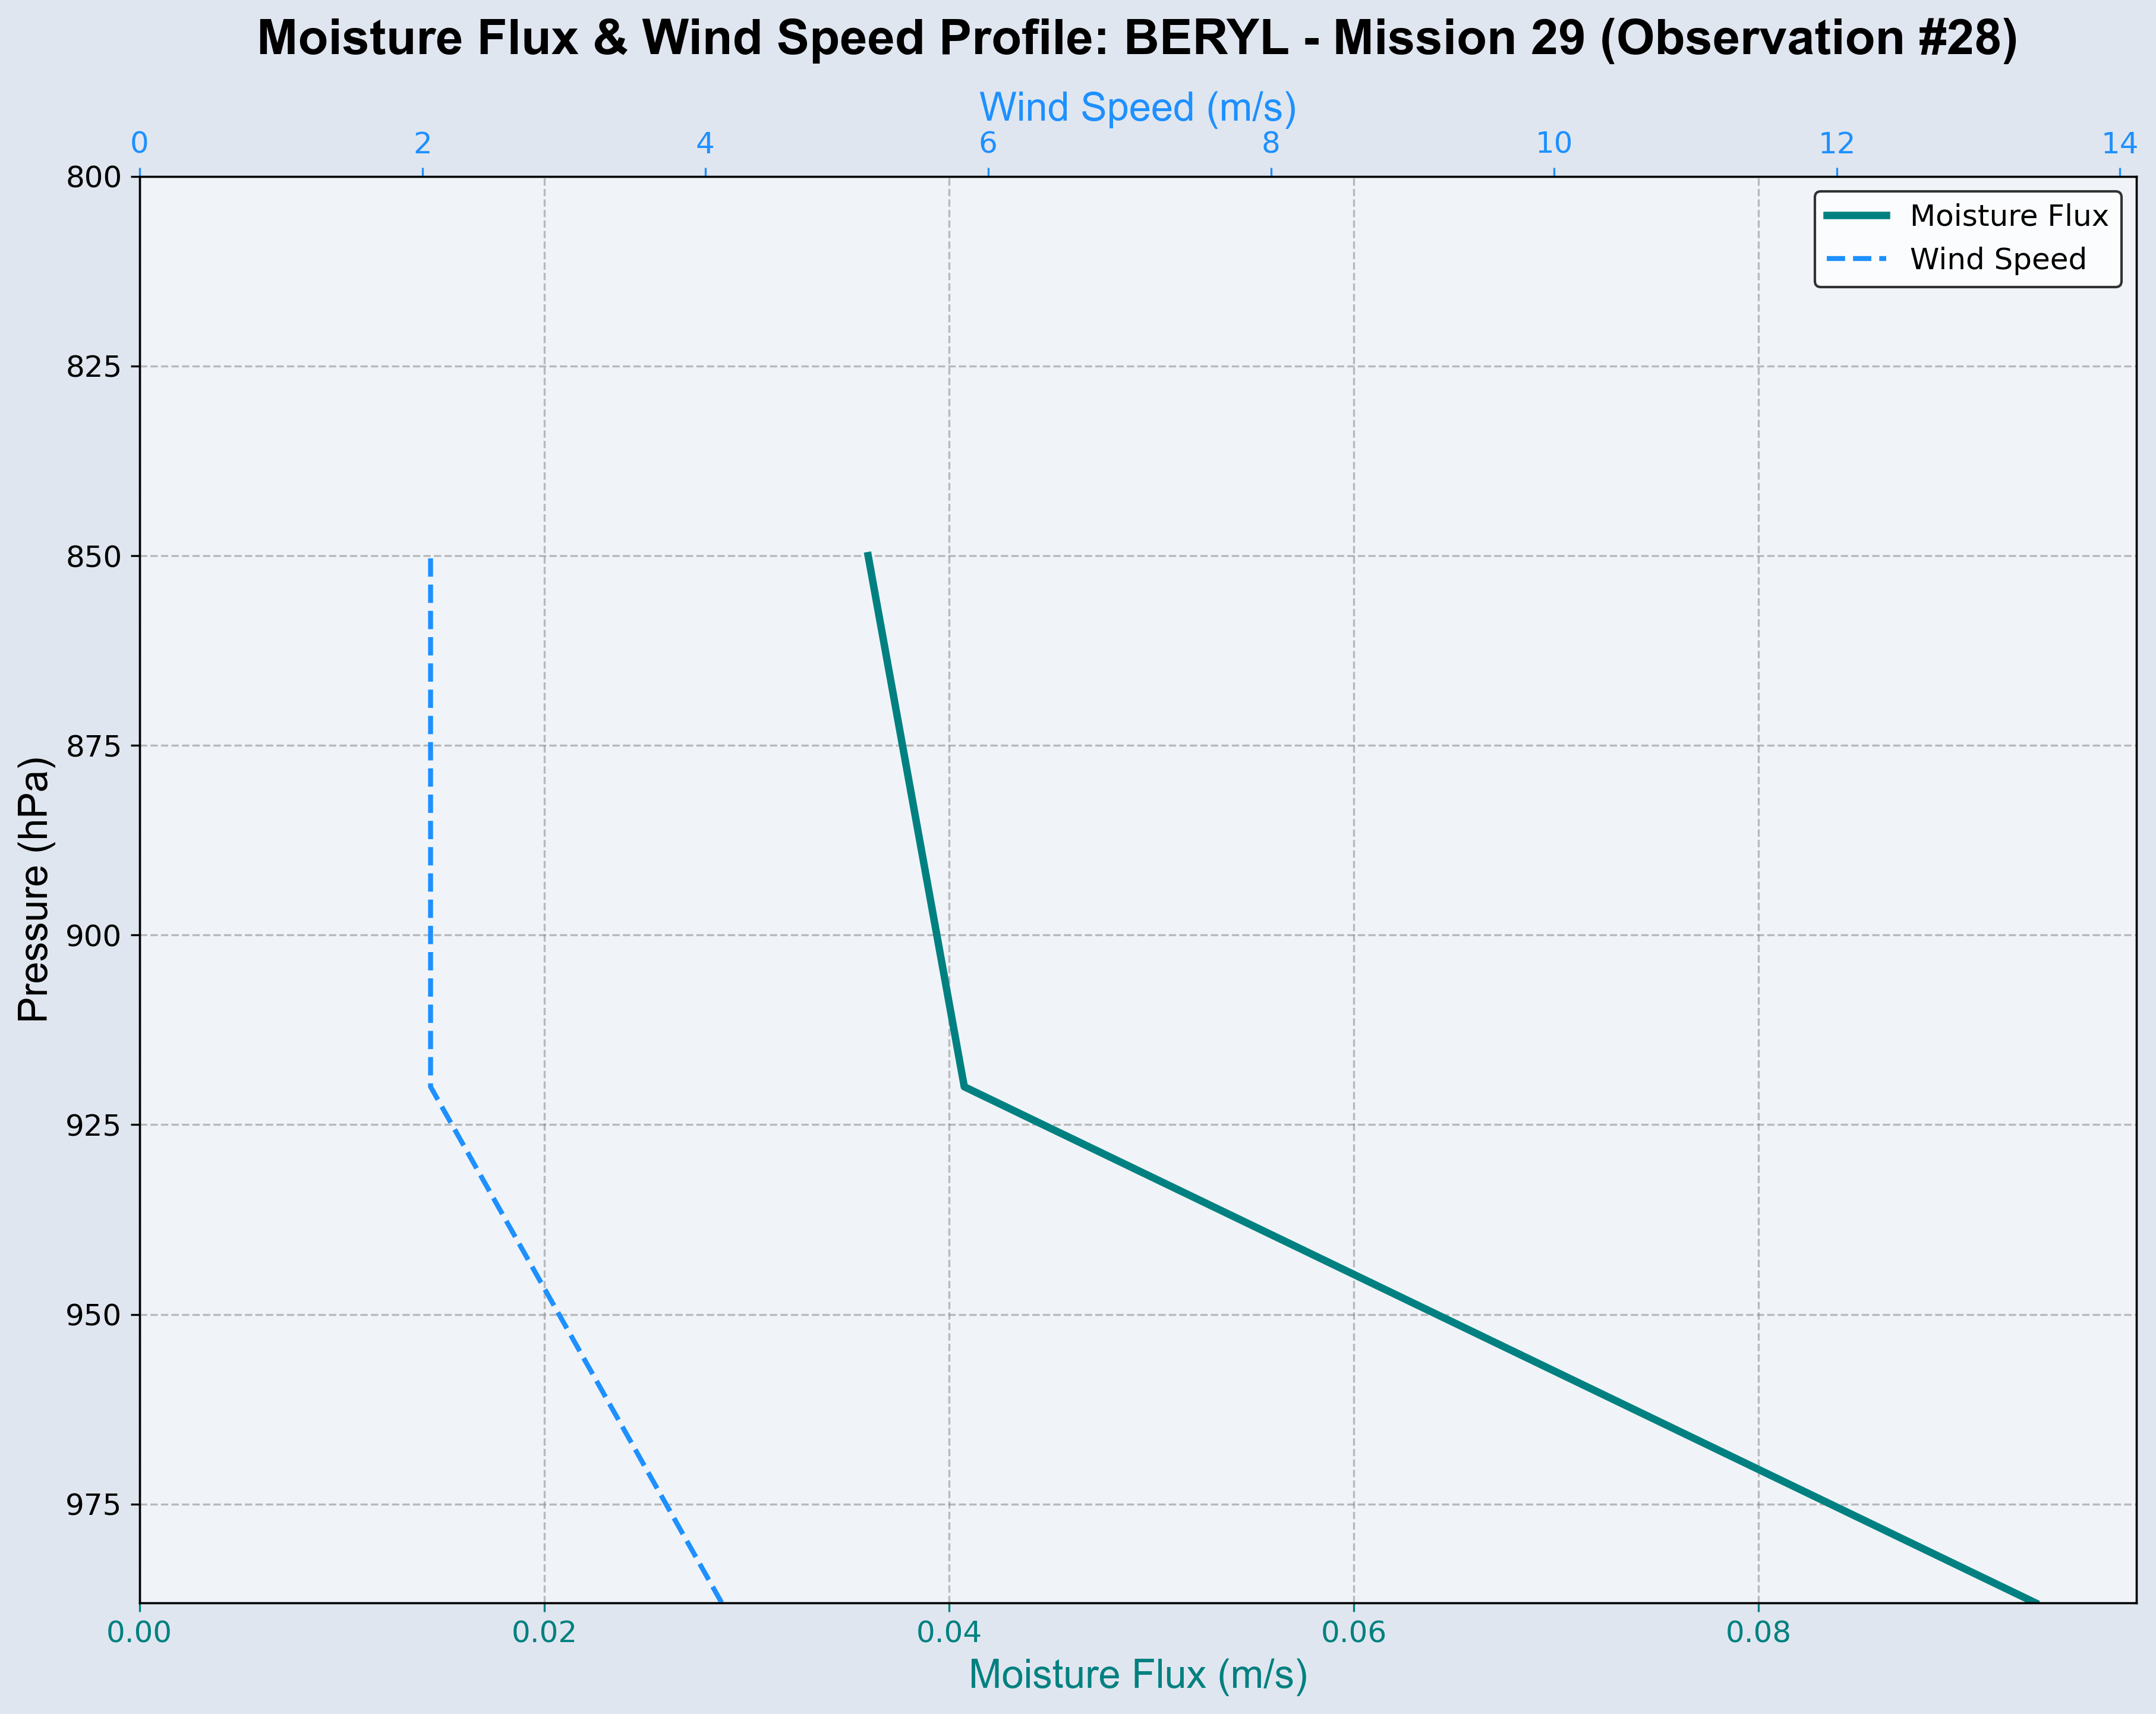 Moisture Flux & Wind Speed Profile: BERYL - Mission 29 (Observation #28)
Wind Speed (m/s)
0 2 4 6 8 10 12 14
Moisture Flux
Wind Speed
800
825
850
875
900
925
950
975
Pressure (hPa)
0.00 0.02 0.04 0.06 0.08
Moisture Flux (m/s)